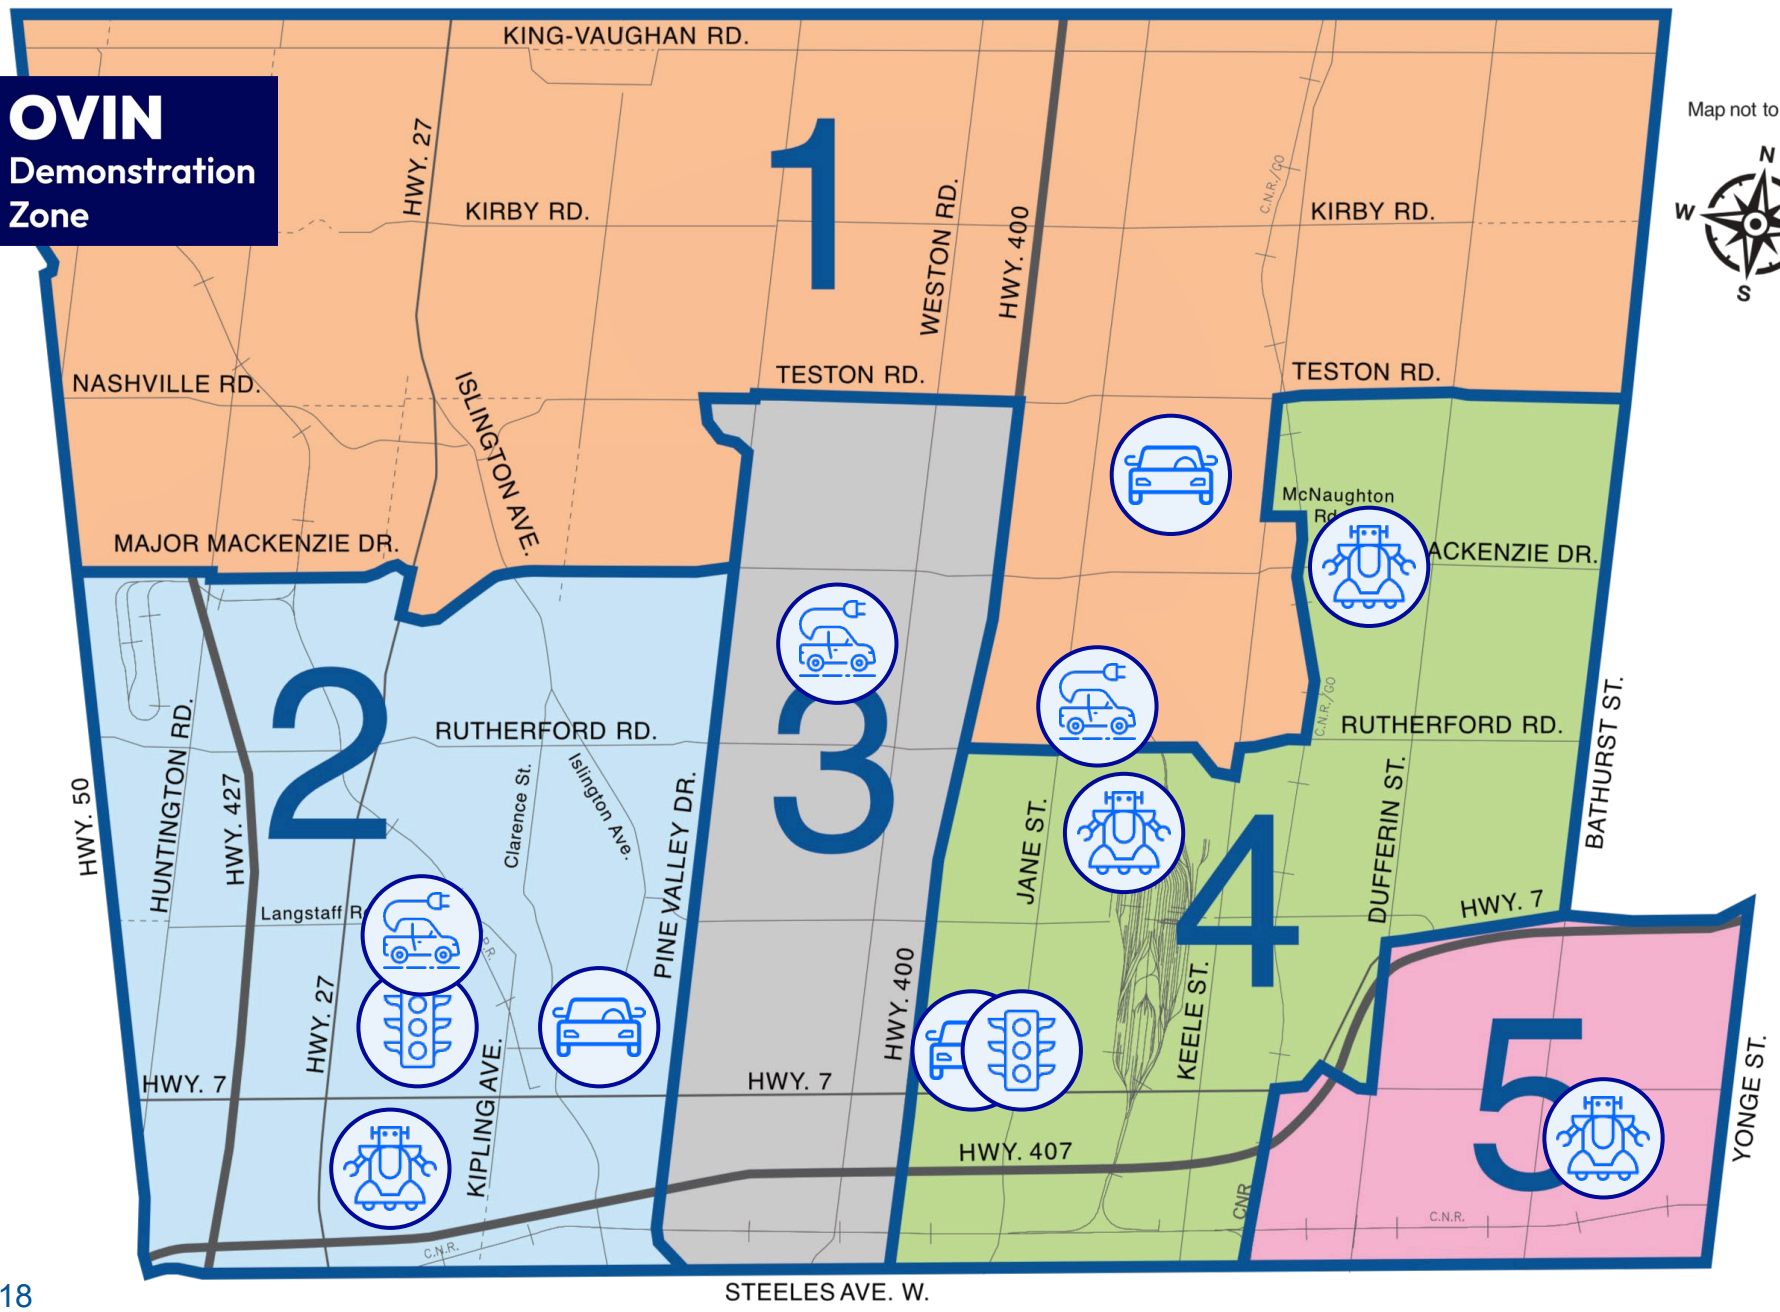 KING-VAUGHAN RD.
OVIN
Demonstration
Zone
Map not to
N
W
S
HWY. 27
1
C.N.R./GO
KIRBY RD.
WESTON RD.
HWY. 400
KIRBY RD.
NASHVILLE RD.
ISLINGTON AVE.
TESTON RD.
TESTON RD.
McNaughton
Rd
MAJOR MACKENZIE DR.
ACKENZIE DR.
2
3
RUTHERFORD RD.
C.N.R./GO
RUTHERFORD RD.
BATHURST ST.
HWY. 50
HUNTINGTON RD.
HWY. 427
Clarence St.
Islington Ave.
PINE VALLEY DR.
JANE ST.
4
DUFFERIN ST.
HWY. 7
Langstaff R
P.R.
HWY. 27
HWY. 400
KEELE ST.
5
YONGE ST.
HWY. 7
KIPLING AVE.
HWY. 7
HWY. 407
CNR
C.N.R.
C.N.R.
STEELES AVE. W.
18